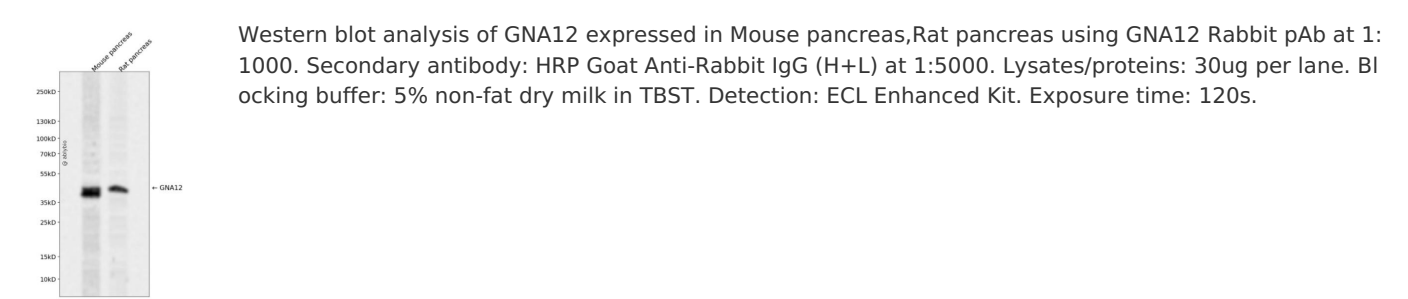 Mouse pancreas
Rat pancreas
250kD
130kD
100kD
70kD
55kD
35kD
25kD
15kD
10kD
@ abiybio
← GNA12
Western blot analysis of GNA12 expressed in Mouse pancreas,Rat pancreas using GNA12 Rabbit pAb at 1:
1000. Secondary antibody: HRP Goat Anti-Rabbit IgG (H+L) at 1:5000. Lysates/proteins: 30ug per lane. Bl
ocking buffer: 5% non-fat dry milk in TBST. Detection: ECL Enhanced Kit. Exposure time: 120s.